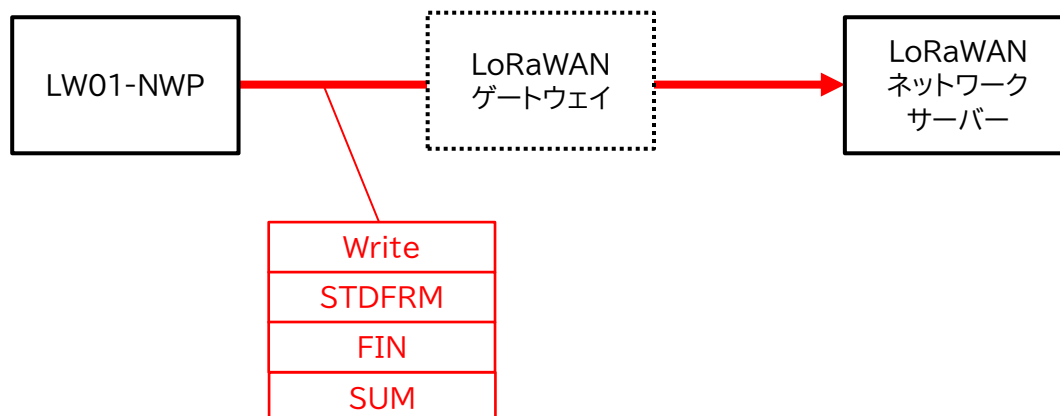 LW01-NWP
LoRaWAN
ゲートウェイ
LoRaWAN
ネットワーク
サーバー
Write
STDFRM
FIN
SUM